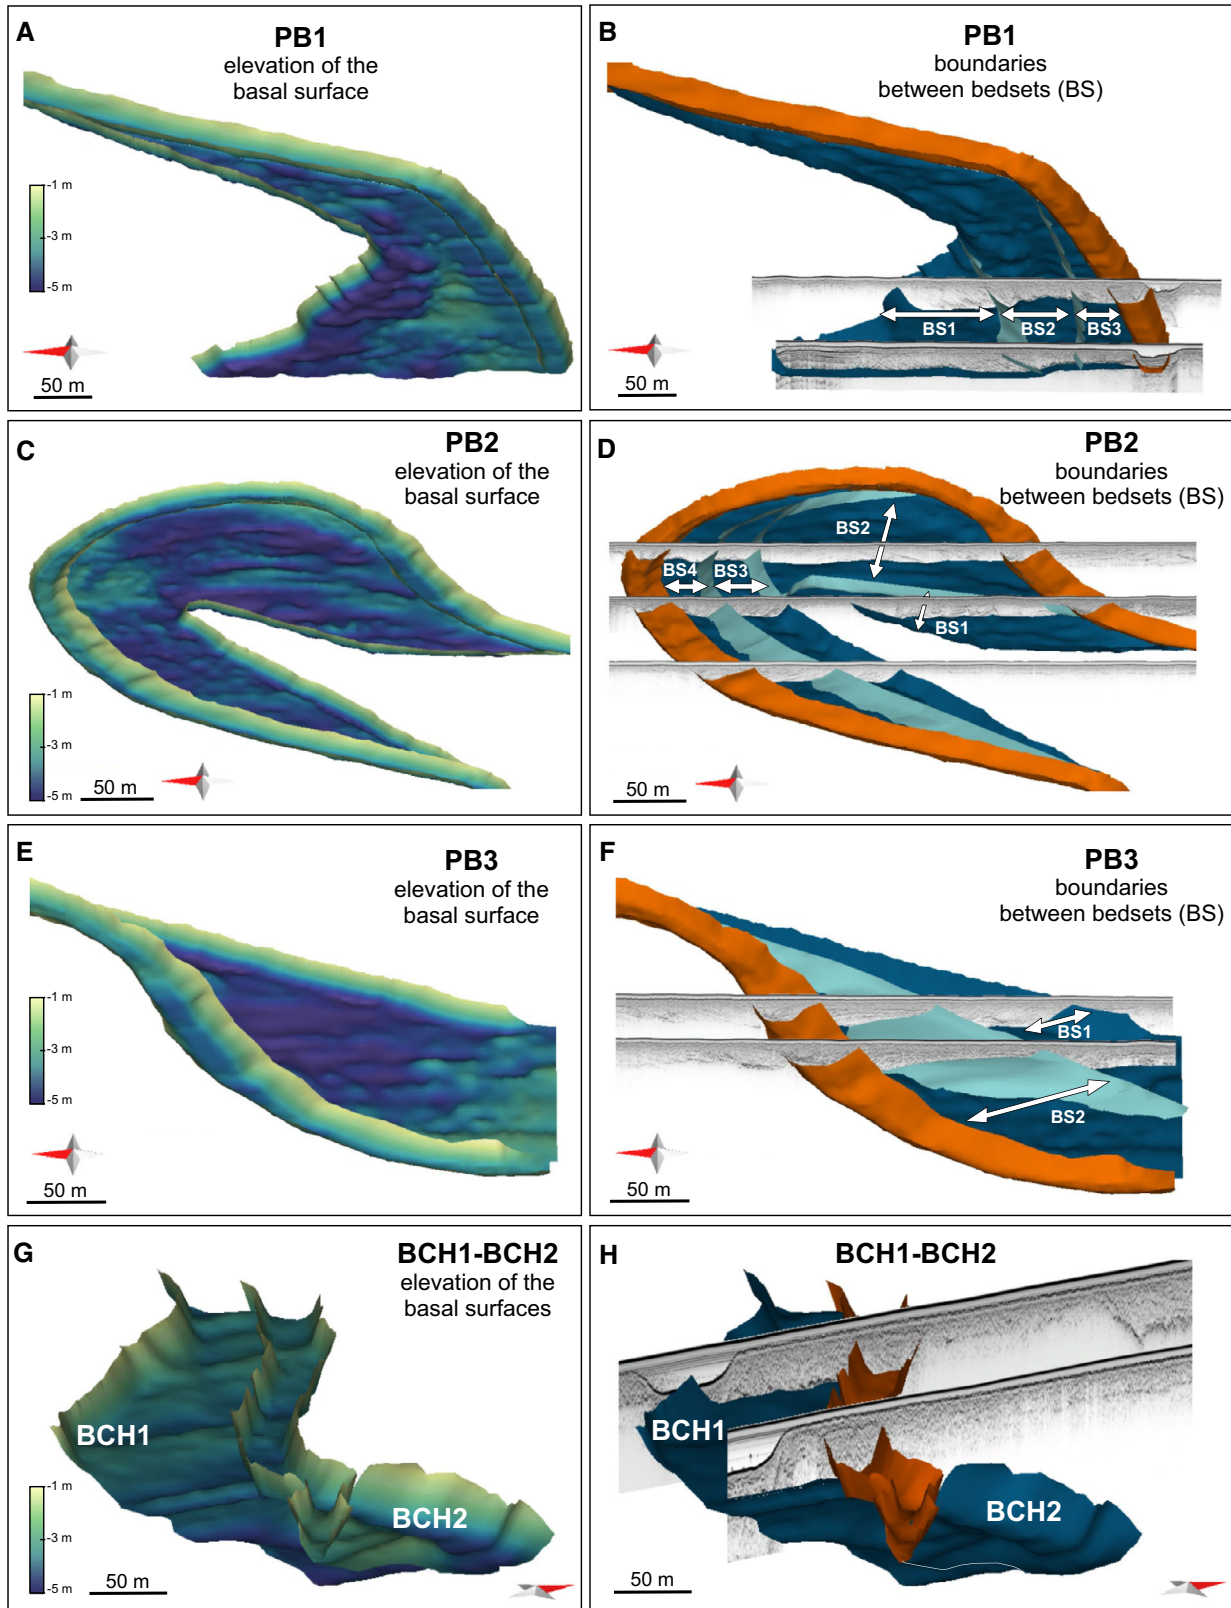 A
PB1
elevation of the
basal surface
-1 m
-3 m
-5 m
50 m
B
PB1
boundaries
between bedsets (BS)
BS1
BS2
BS3
50 m
C
PB2
elevation of the
basal surface
-1 m
-3 m
-5 m
50 m
D
PB2
boundaries
between bedsets (BS)
BS2
BS4
BS3
BS1
50 m
E
PB3
elevation of the
basal surface
-1 m
-3 m
-5 m
50 m
F
PB3
boundaries
between bedsets (BS)
BS1
BS2
50 m
G
BCH1-BCH2
elevation of the
basal surfaces
BCH1
BCH2
-1 m
-3 m
-5 m
50 m
H
BCH1-BCH2
BCH1
BCH2
50 m